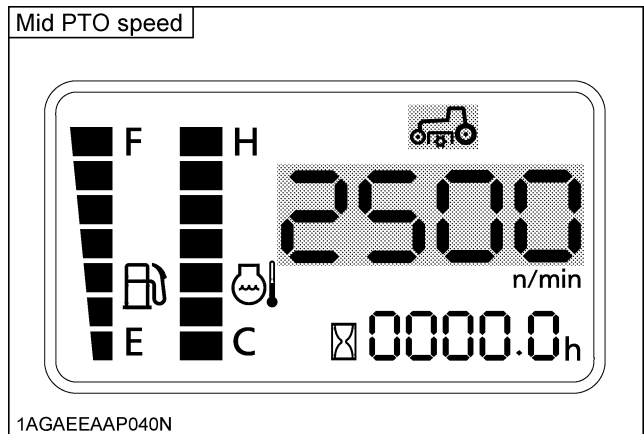 Mid PTO speed
F
H
2500
n/min
E
C
0000.0h
1AGAEEAAP040N